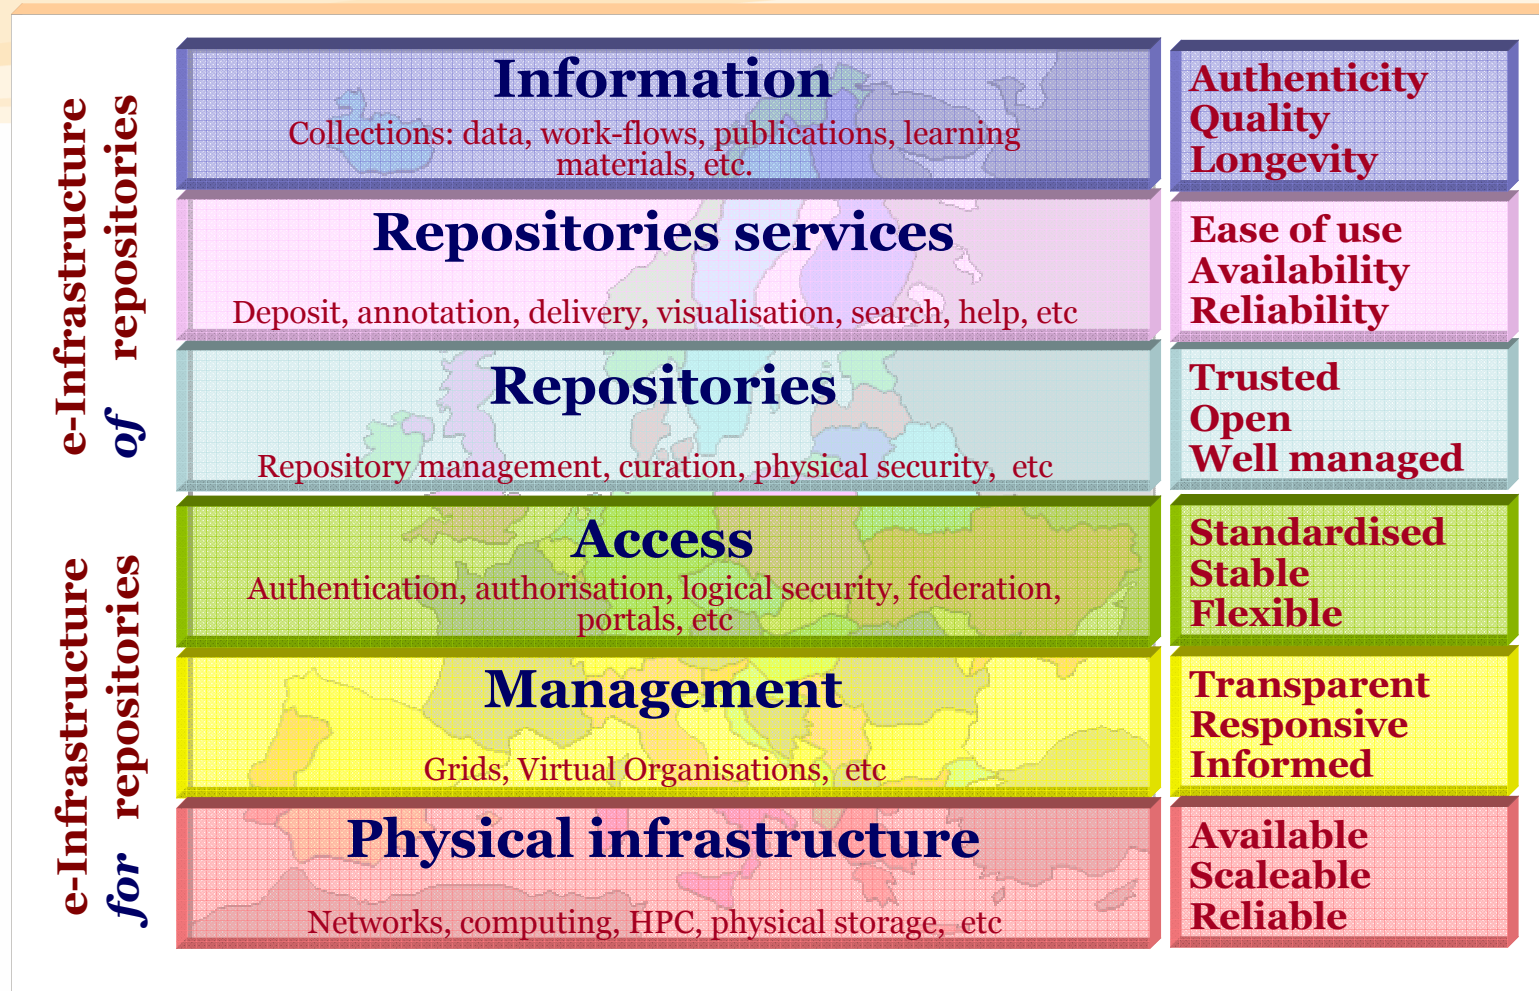 e-Infrastructure
of repositories
Information
Collections: data, work-flows, publications, learning
materials, etc.
Authenticity
Quality
Longevity
Repositories services
Deposit, annotation, delivery, visualisation, search, help, etc
Ease of use
Availability
Reliability
Repositories
Repository management, curation, physical security, etc
Trusted
Open
Well managed
e-Infrastructure
for repositories
Access
Authentication, authorisation, logical security, federation,
portals, etc
Standardised
Stable
Flexible
Management
Grids, Virtual Organisations, etc
Transparent
Responsive
Informed
Physical infrastructure
Networks, computing, HPC, physical storage, etc
Available
Scaleable
Reliable